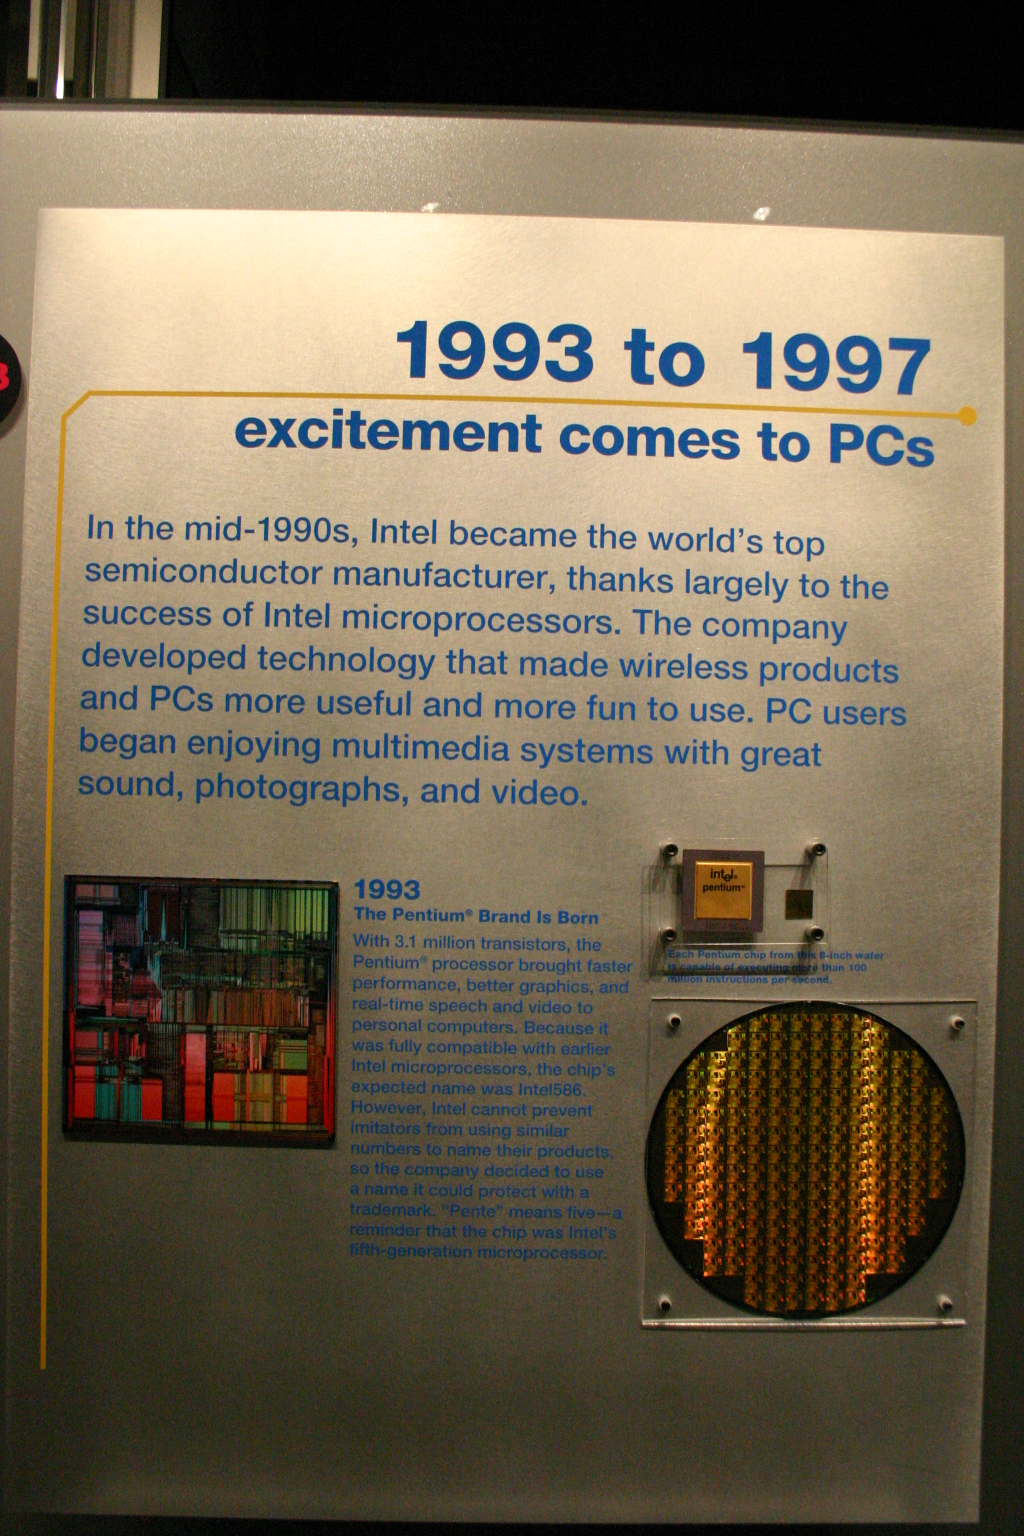 1993 to 1997
excitement comes to PCs
In the mid-1990s, Intel became the world's top
semiconductor manufacturer, thanks largely to the
success of Intel microprocessors. The company
developed technology that made wireless products
and PCs more useful and more fun to use. PC users
began enjoying multimedia systems with great
sound, photographs, and video.
1993
The Pentium® Brand Is Born
With 3.1 million transistors, the
Pentium® processor brought faster
performance, better graphics, and
real-time speech and video to
personal computers. Because it
was fully compatible with earlier
Intel microprocessors, the chip's
expected name was Intel586.
However, Intel cannot prevent
imitators from using similar
numbers to name their products,
so the company decided to use
a name it could protect with a
trademark. “Pente” means five—a
reminder that the chip was Intel's
fifth-generation microprocessor.
intel®
pentium™
Each Pentium chip from this 8-inch wafer
is capable of executing more than 100
million instructions per second.
3